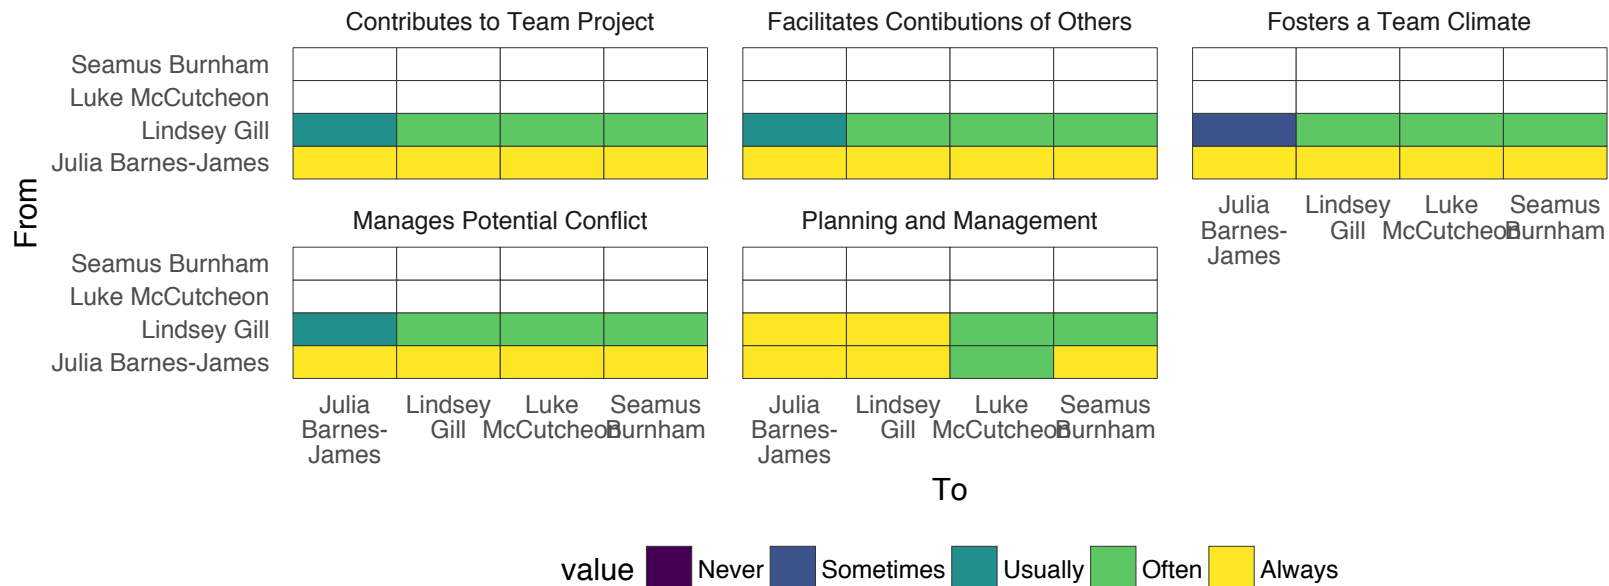 Contributes to Team Project
Facilitates Contibutions of Others
Fosters a Team Climate
Seamus Burnham
Luke McCutcheon
Lindsey Gill
Julia Barnes-James
Julia
Barnes-
James
Lindsey
Gill
Luke
McCutcheon
Seamus
Burnham
From
Manages Potential Conflict
Planning and Management
Seamus Burnham
Luke McCutcheon
Lindsey Gill
Julia Barnes-James
Julia
Barnes-
James
Lindsey
Gill
Luke
McCutcheon
Seamus
Burnham
Julia
Barnes-
James
Lindsey
Gill
Luke
McCutcheon
Seamus
Burnham
To
value Never Sometimes Usually Often Always